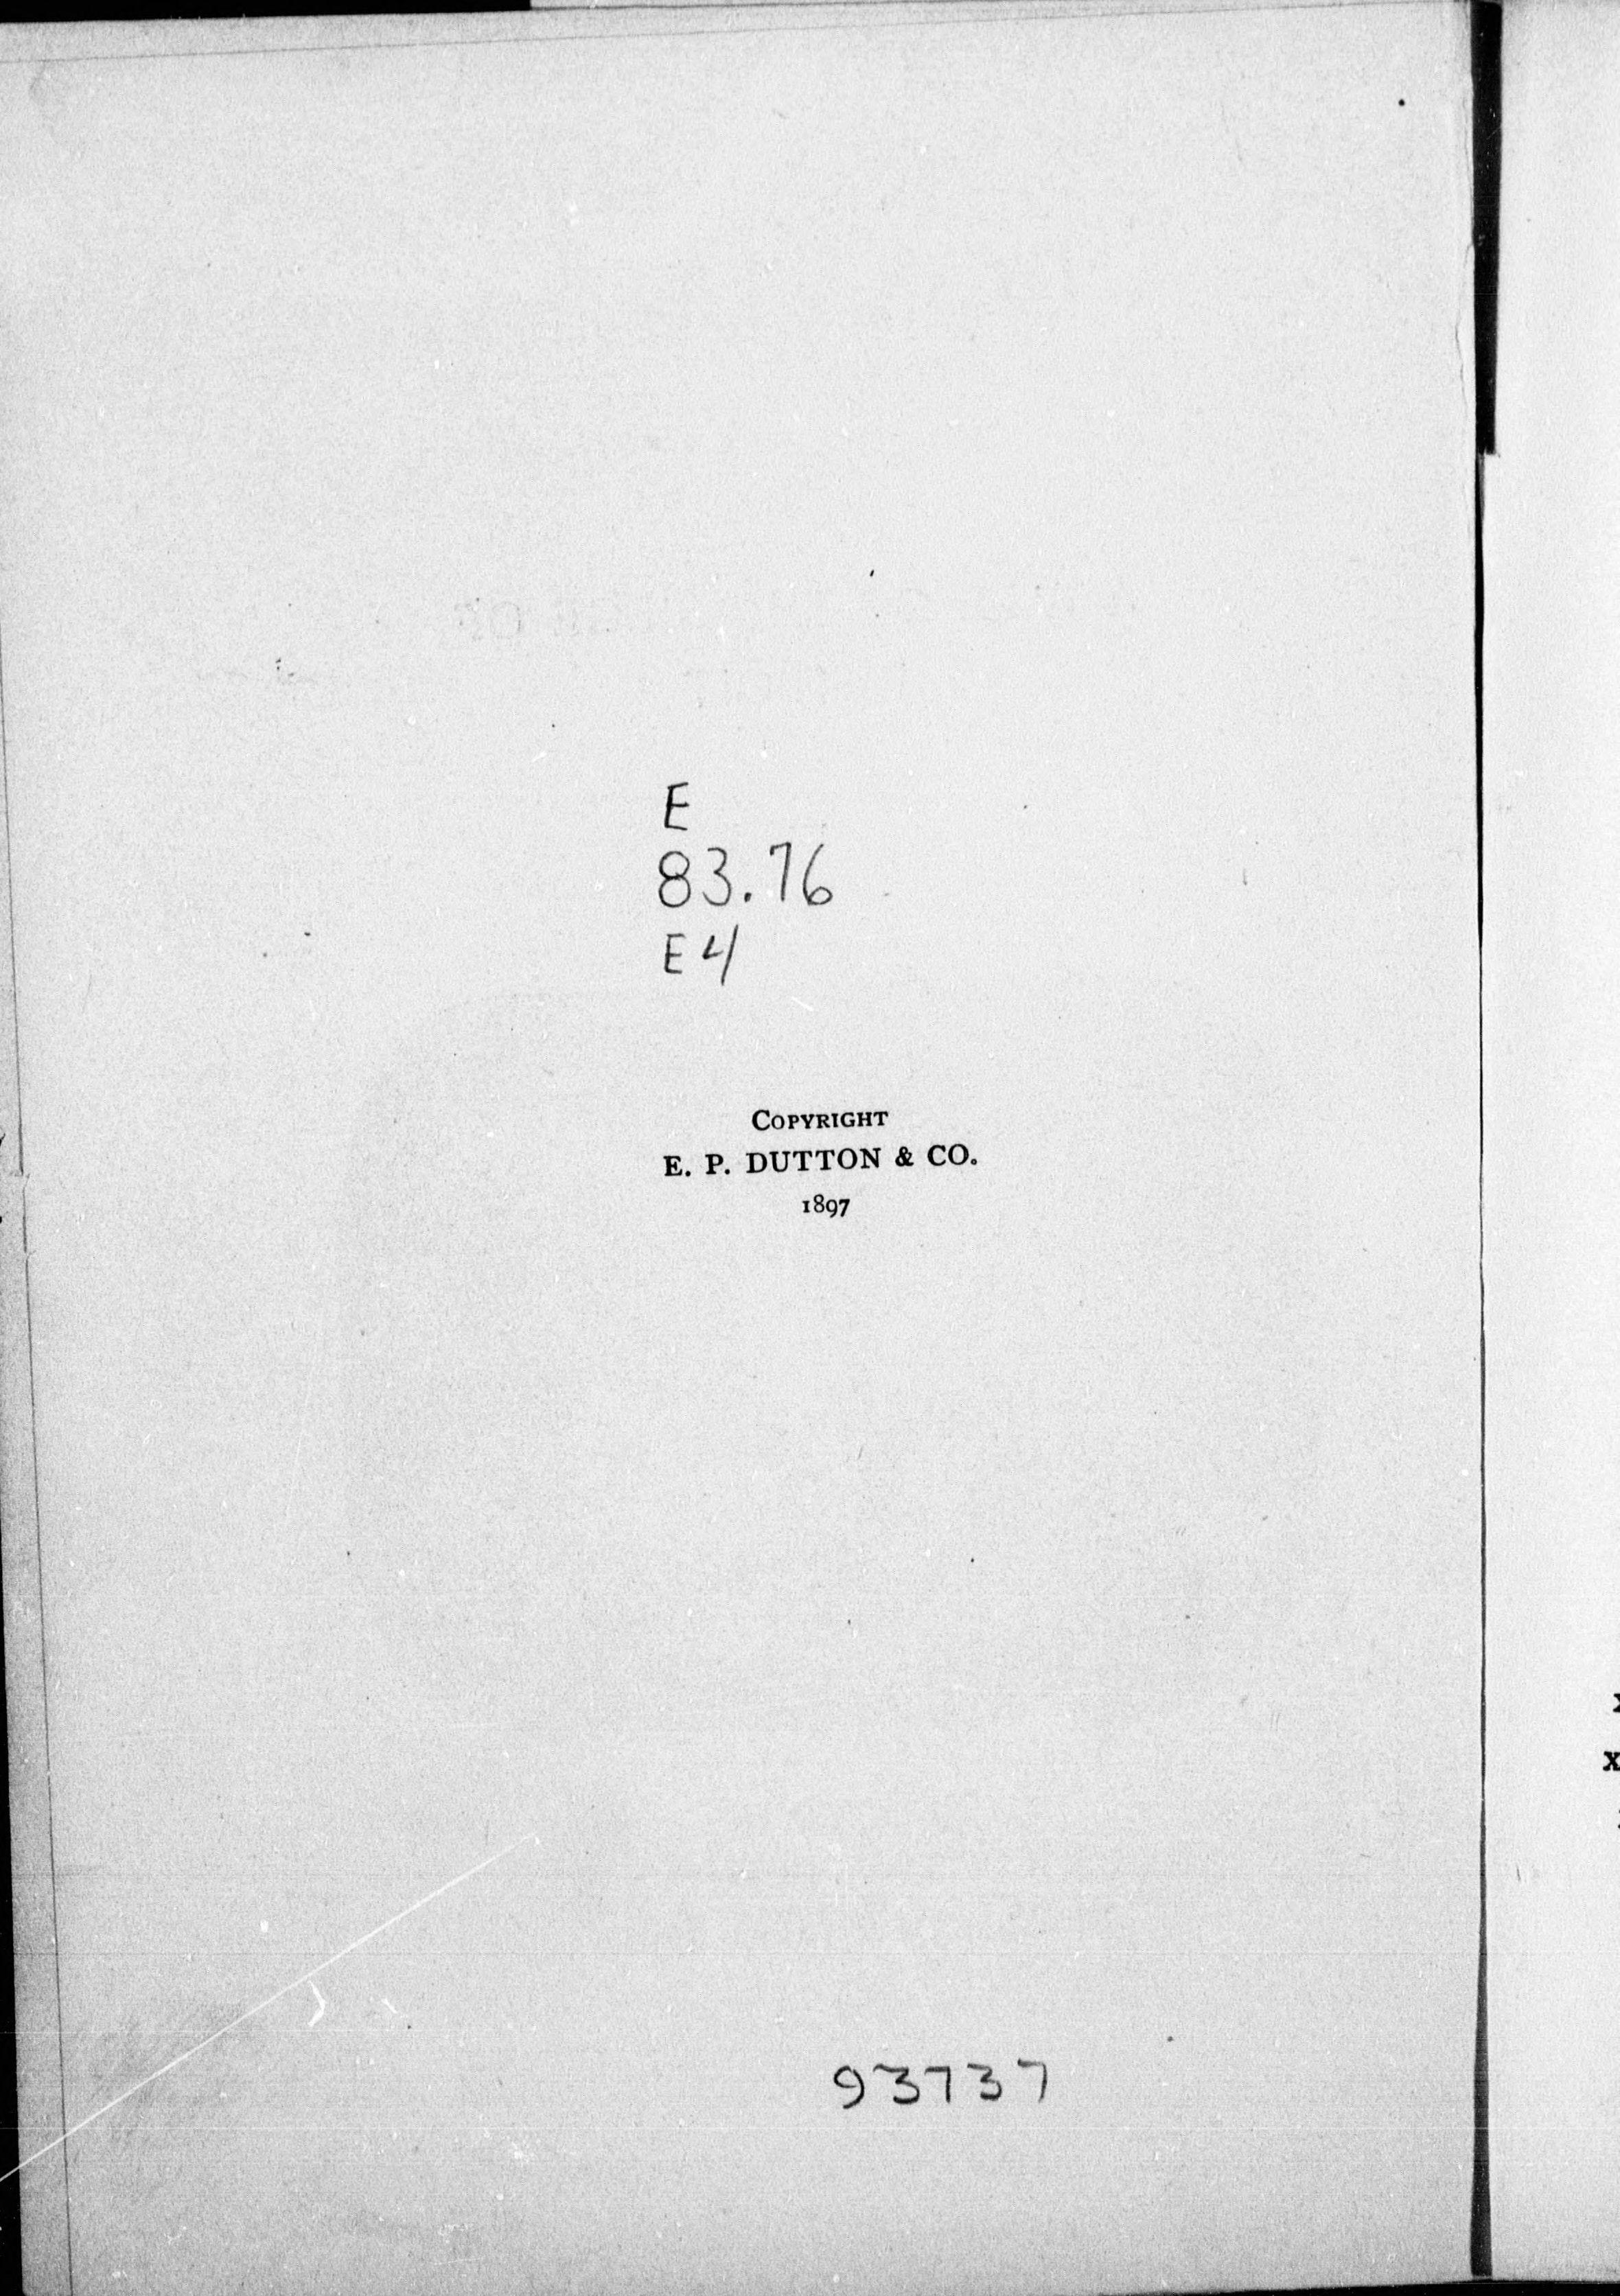 E
83.76
E4
COPYRIGHT
E. P. DUTTON & CO.
1897
93737